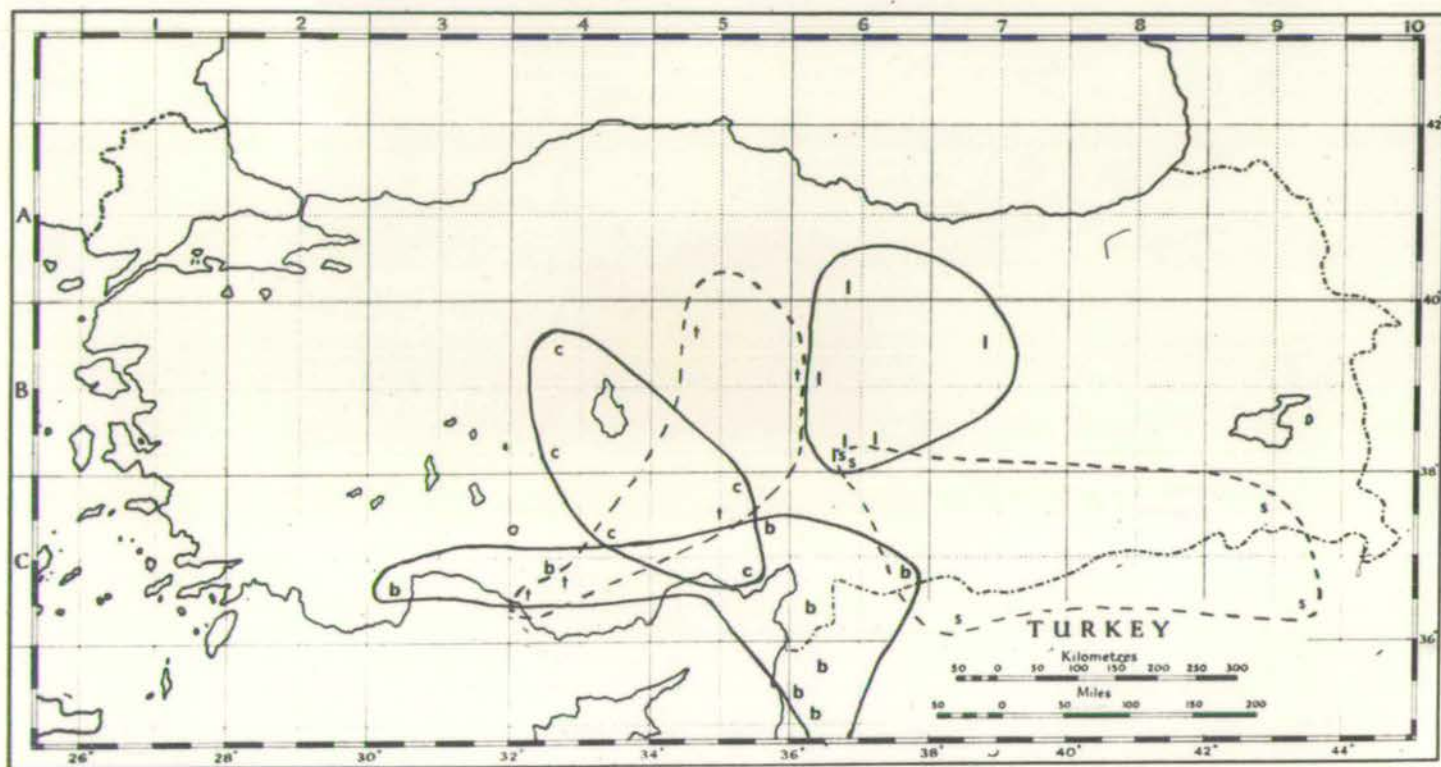 1 2 3 4 5 6 7 8 9 10
42°
A
l
40°
t l
c t l
B
l l
c l s s
38°
c t b s
c
C
b t c b
b t b s
b s
TURKEY
36°
Kilometres
50 0 50 100 150 200 250 300
b
b Miles
50 0 50 100 200
b
26° 28° 30° 32° 34° 36° 38° 40° 42° 44°